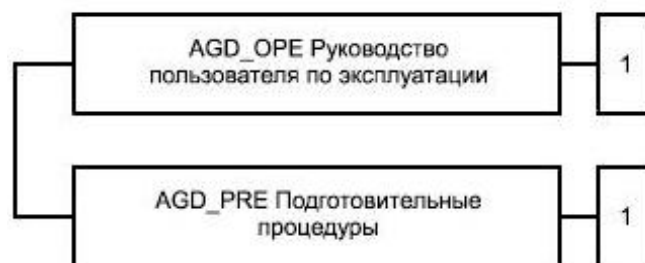 AGD_OPE Руководство
пользователя по эксплуатации
1
AGD_PRE Подготовительные
процедуры
1